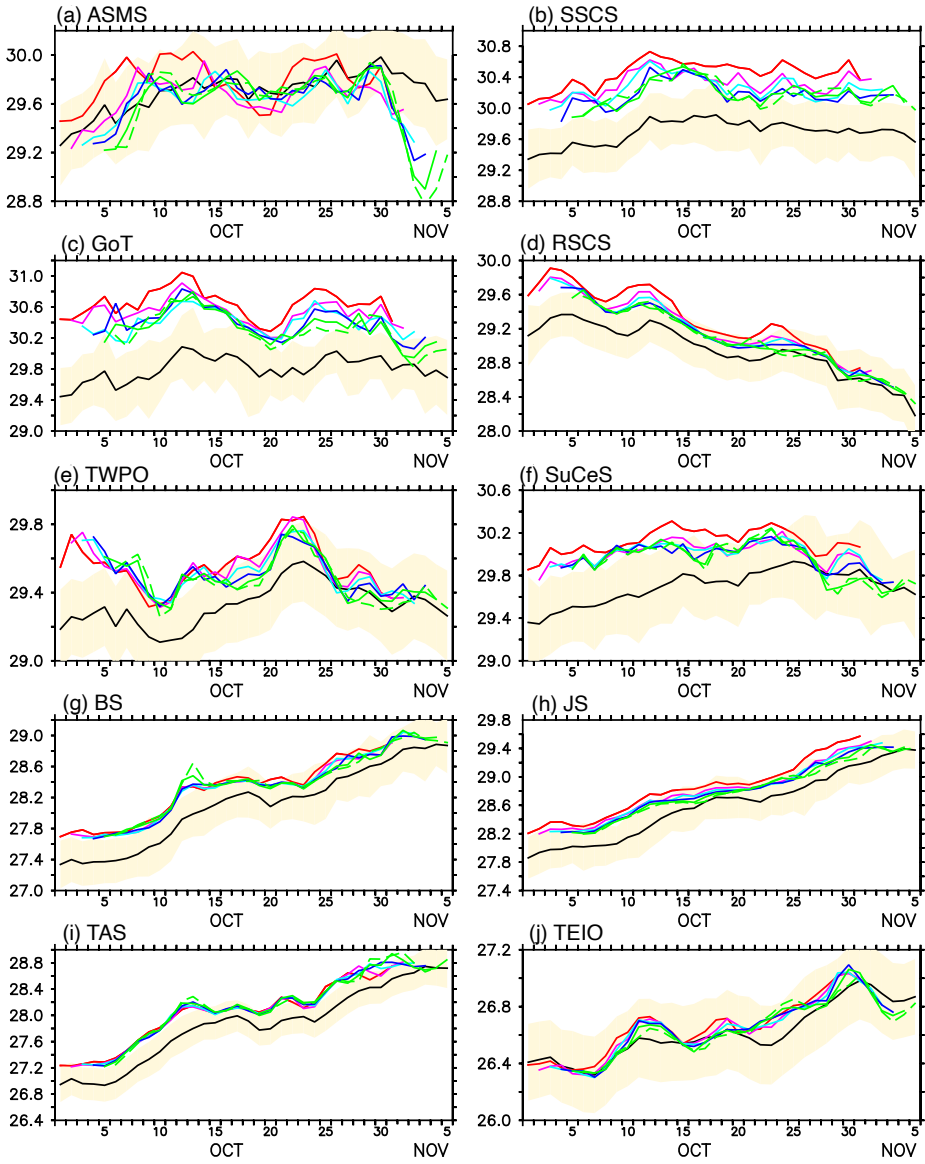 (a) ASMS
30.0
29.6
29.2
28.8
5 10 15 20 25 30 5
OCT NOV
(b) SSCS
30.8
30.4
30.0
29.6
29.2
28.8
5 10 15 20 25 30 5
OCT NOV
(c) GoT
31.0
30.6
30.2
29.8
29.4
29.0
5 10 15 20 25 30 5
OCT NOV
(d) RSCS
30.0
29.6
29.2
28.8
28.4
28.0
5 10 15 20 25 30 5
OCT NOV
(e) TWPO
29.8
29.4
29.0
5 10 15 20 25 30 5
OCT NOV
(f) SuCeS
30.6
30.2
29.8
29.4
29.0
5 10 15 20 25 30 5
OCT NOV
(g) BS
29.0
28.6
28.2
27.8
27.4
27.0
5 10 15 20 25 30 5
OCT NOV
(h) JS
29.8
29.4
29.0
28.6
28.2
27.8
27.4
5 10 15 20 25 30 5
OCT NOV
(i) TAS
28.8
28.4
28.0
27.6
27.2
26.8
26.4
5 10 15 20 25 30 5
OCT NOV
(j) TEIO
27.2
26.8
26.4
26.0
5 10 15 20 25 30 5
OCT NOV